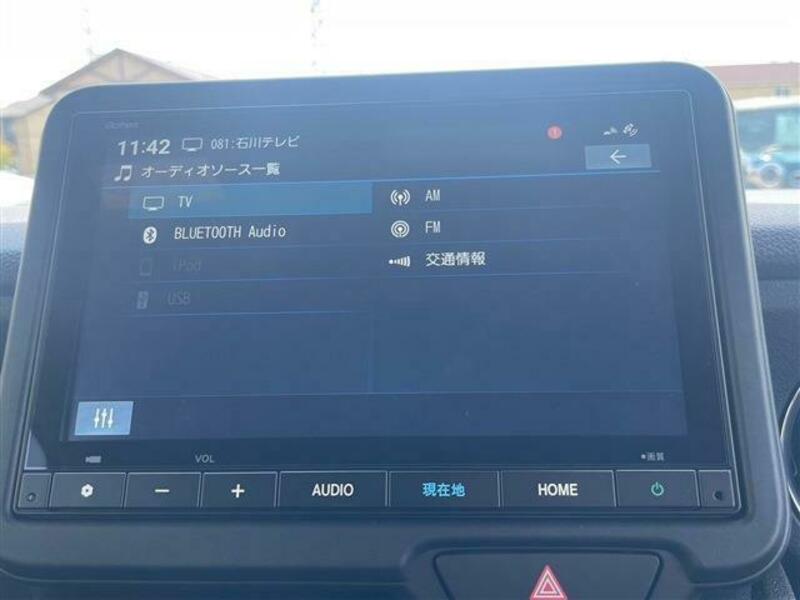 Gathers
11:42 081:石川テレビ
オーディオソース一覧
TV
AM
BLUETOOTH Audio
FM
iPod
交通情報
USB
VOL
●画質
− + AUDIO 現在地 HOME